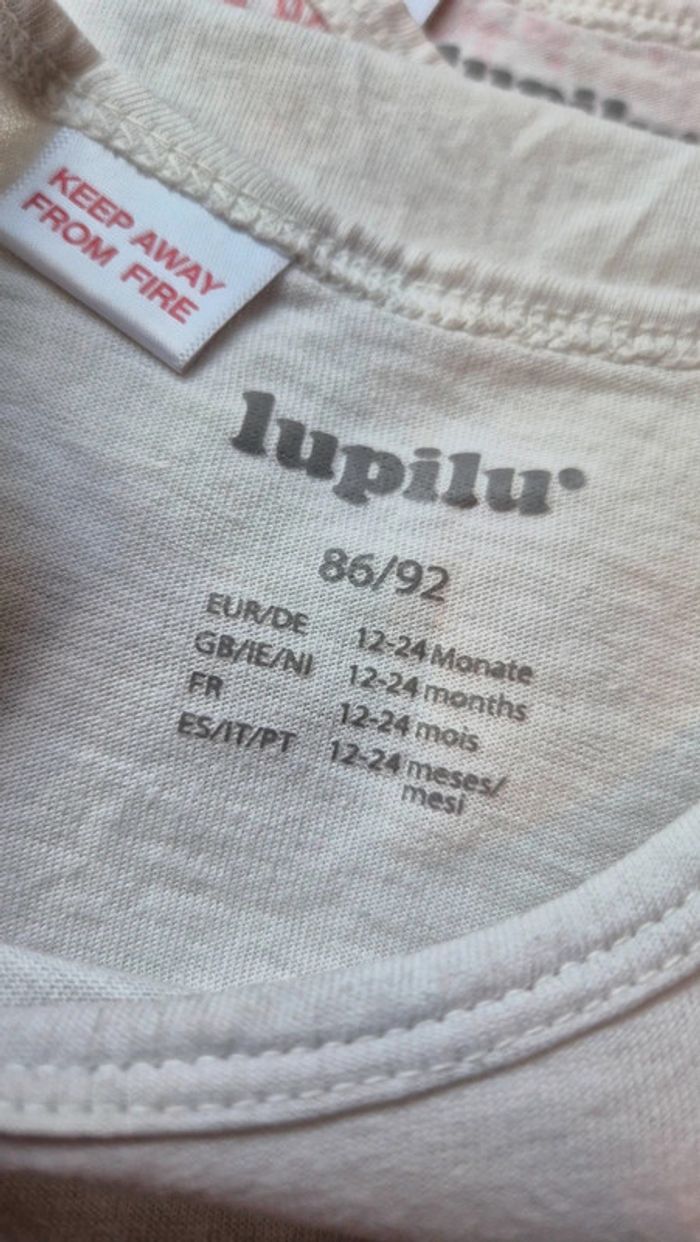 KEEP AWAY
FROM FIRE
lupilu
lupilu®
86/92
EUR/DE 12-24 Monate
GB/IE/NI 12-24 months
FR 12-24 mois
ES/IT/PT 12-24 meses/
mesi